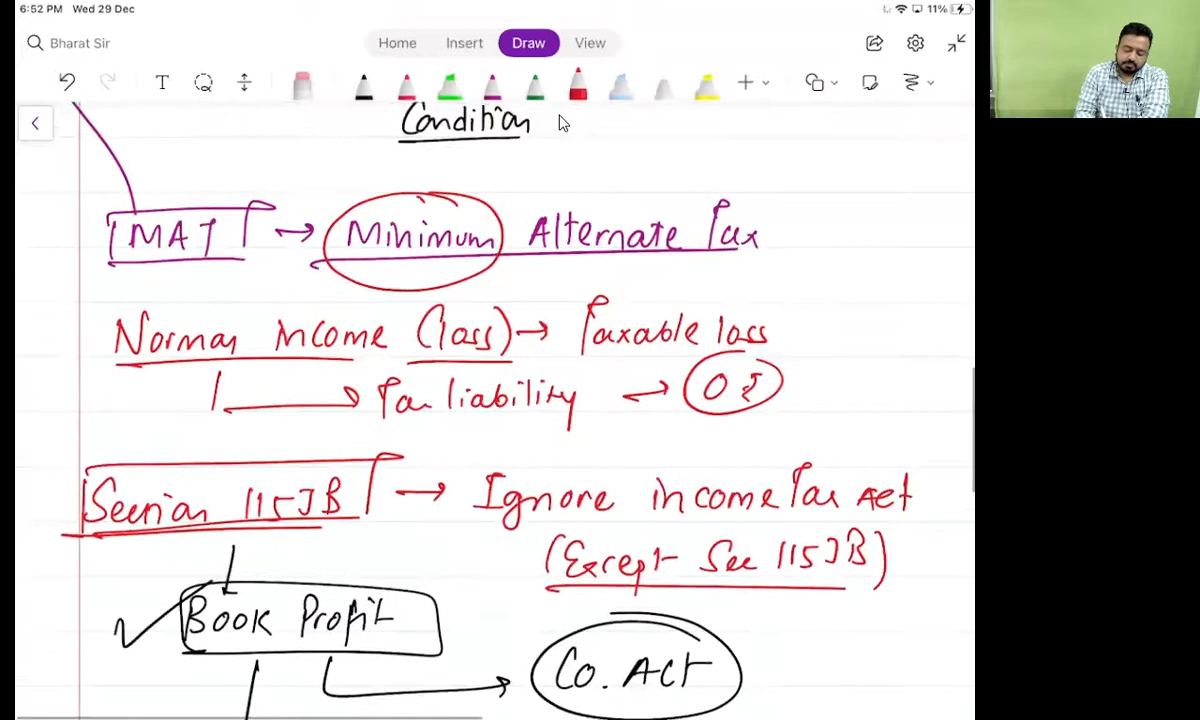 6:52 PM Wed 29 Dec
11%
Bharat Sir
Home Insert Draw View
T
Condition
MAT → Minimum Alternate Tax
Normal income (loss) → Taxable loss
Tax liability → 0 ₹
Section 115JB → Ignore income Tax Act
(Except Sec 115JB)
Book Profit
Co. Act